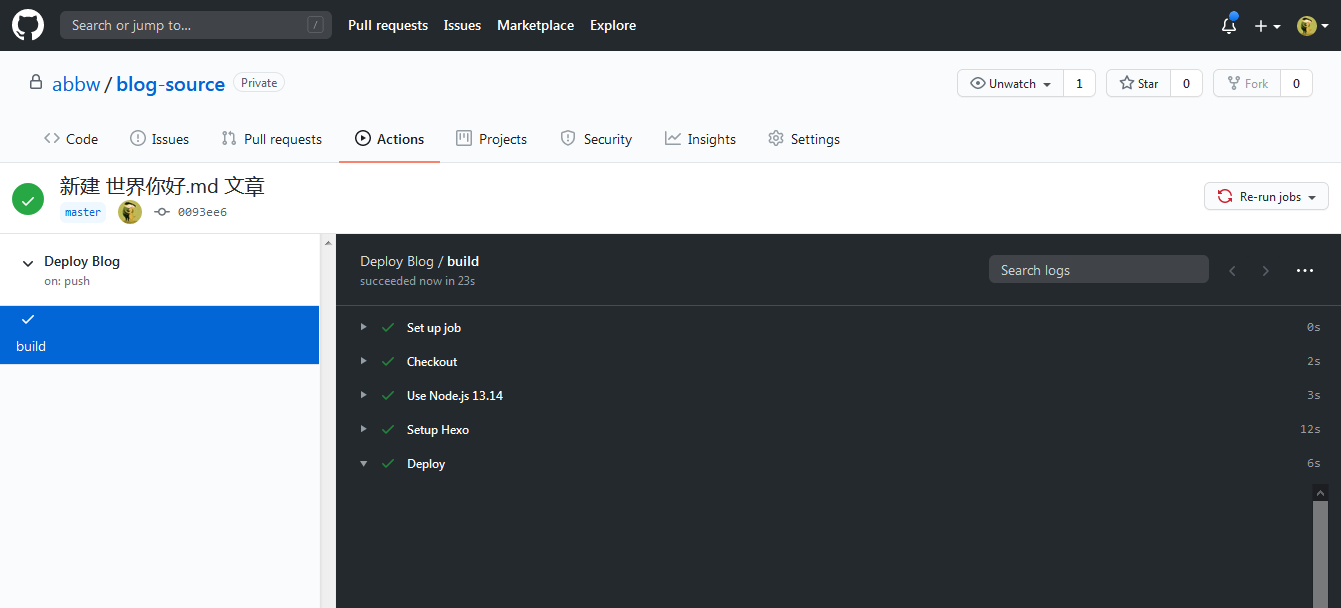 Search or jump to... /
Pull requests Issues Marketplace Explore
abbw / blog-source Private
Unwatch 1 Star 0 Fork 0
Code Issues Pull requests Actions Projects Security Insights Settings
新建 世界你好.md 文章
master 0093ee6
Re-run jobs
Deploy Blog
on: push
build
Deploy Blog / build
succeeded now in 23s
Search logs
Set up job 0s
Checkout 2s
Use Node.js 13.14 3s
Setup Hexo 12s
Deploy 6s